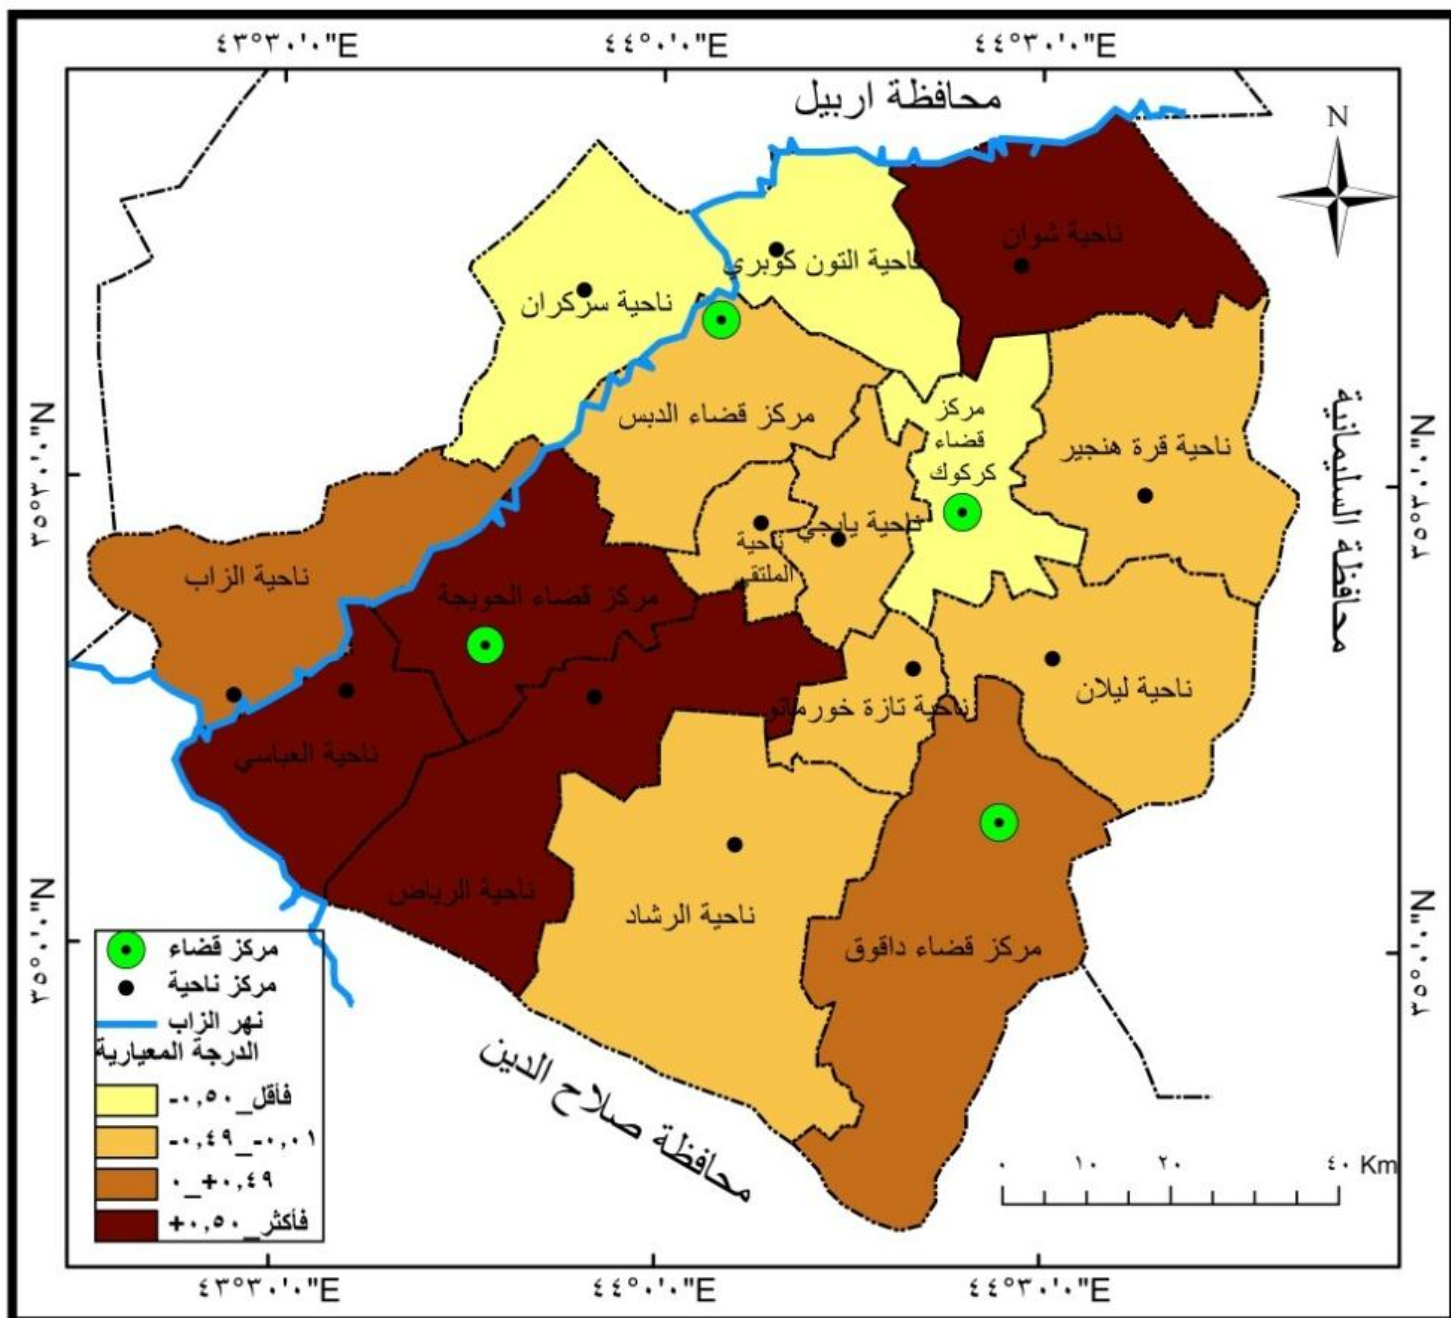 ٤٣°٣٠'٠"E
٤٤°٠'٠"E
٤٤°٣٠'٠"E
محافظة اربيل
N
ناحية شوان
ناحية التون كوبري
ناحية سركران
مركز قضاء الدبس
مركز
قضاء
كركوك
ناحية قرة هنجير
محافظة السليمانية
٣٥°٣٠'٠"N
٣٥°٣٠'٠"N
ناحية يايجي
ناحية
الملتقى
ناحية الزاب
مركز قضاء الحويجة
ناحية ليلان
ناحية تازة خورماتو
ناحية العباسي
ناحية الرياض
ناحية الرشاد
مركز قضاء داقوق
٣٥°٠'٠"N
٣٥°٠'٠"N
محافظة صلاح الدين
مركز قضاء
مركز ناحية
نهر الزاب
الدرجة المعيارية
-٠,٥٠_فأقل
-٠,٤٩_-٠,٠١
٠_+٠,٤٩
+٠,٥٠_فأكثر
٠ ١٠ ٢٠ ٤٠ Km
٤٣°٣٠'٠"E
٤٤°٠'٠"E
٤٤°٣٠'٠"E